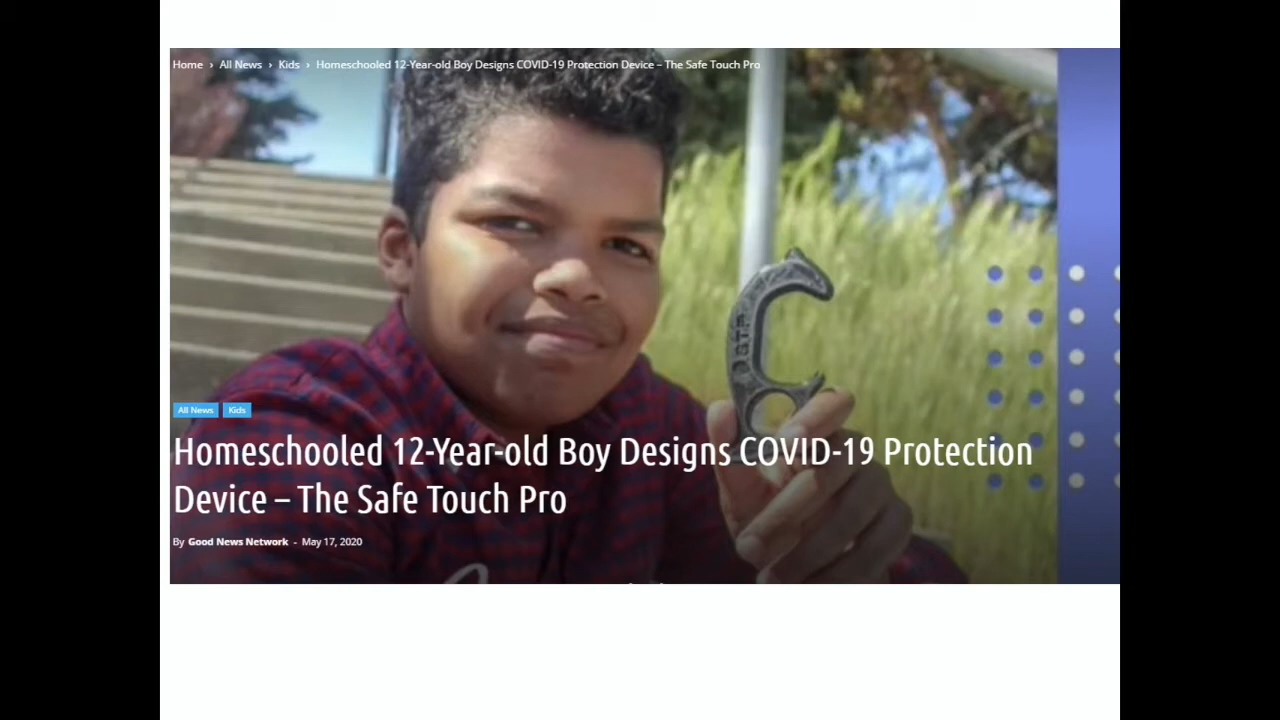 Home › All News › Kids › Homeschooled 12-Year-old Boy Designs COVID-19 Protection Device – The Safe Touch Pro
All News Kids
Homeschooled 12-Year-old Boy Designs COVID-19 Protection
Device – The Safe Touch Pro
By Good News Network - May 17, 2020